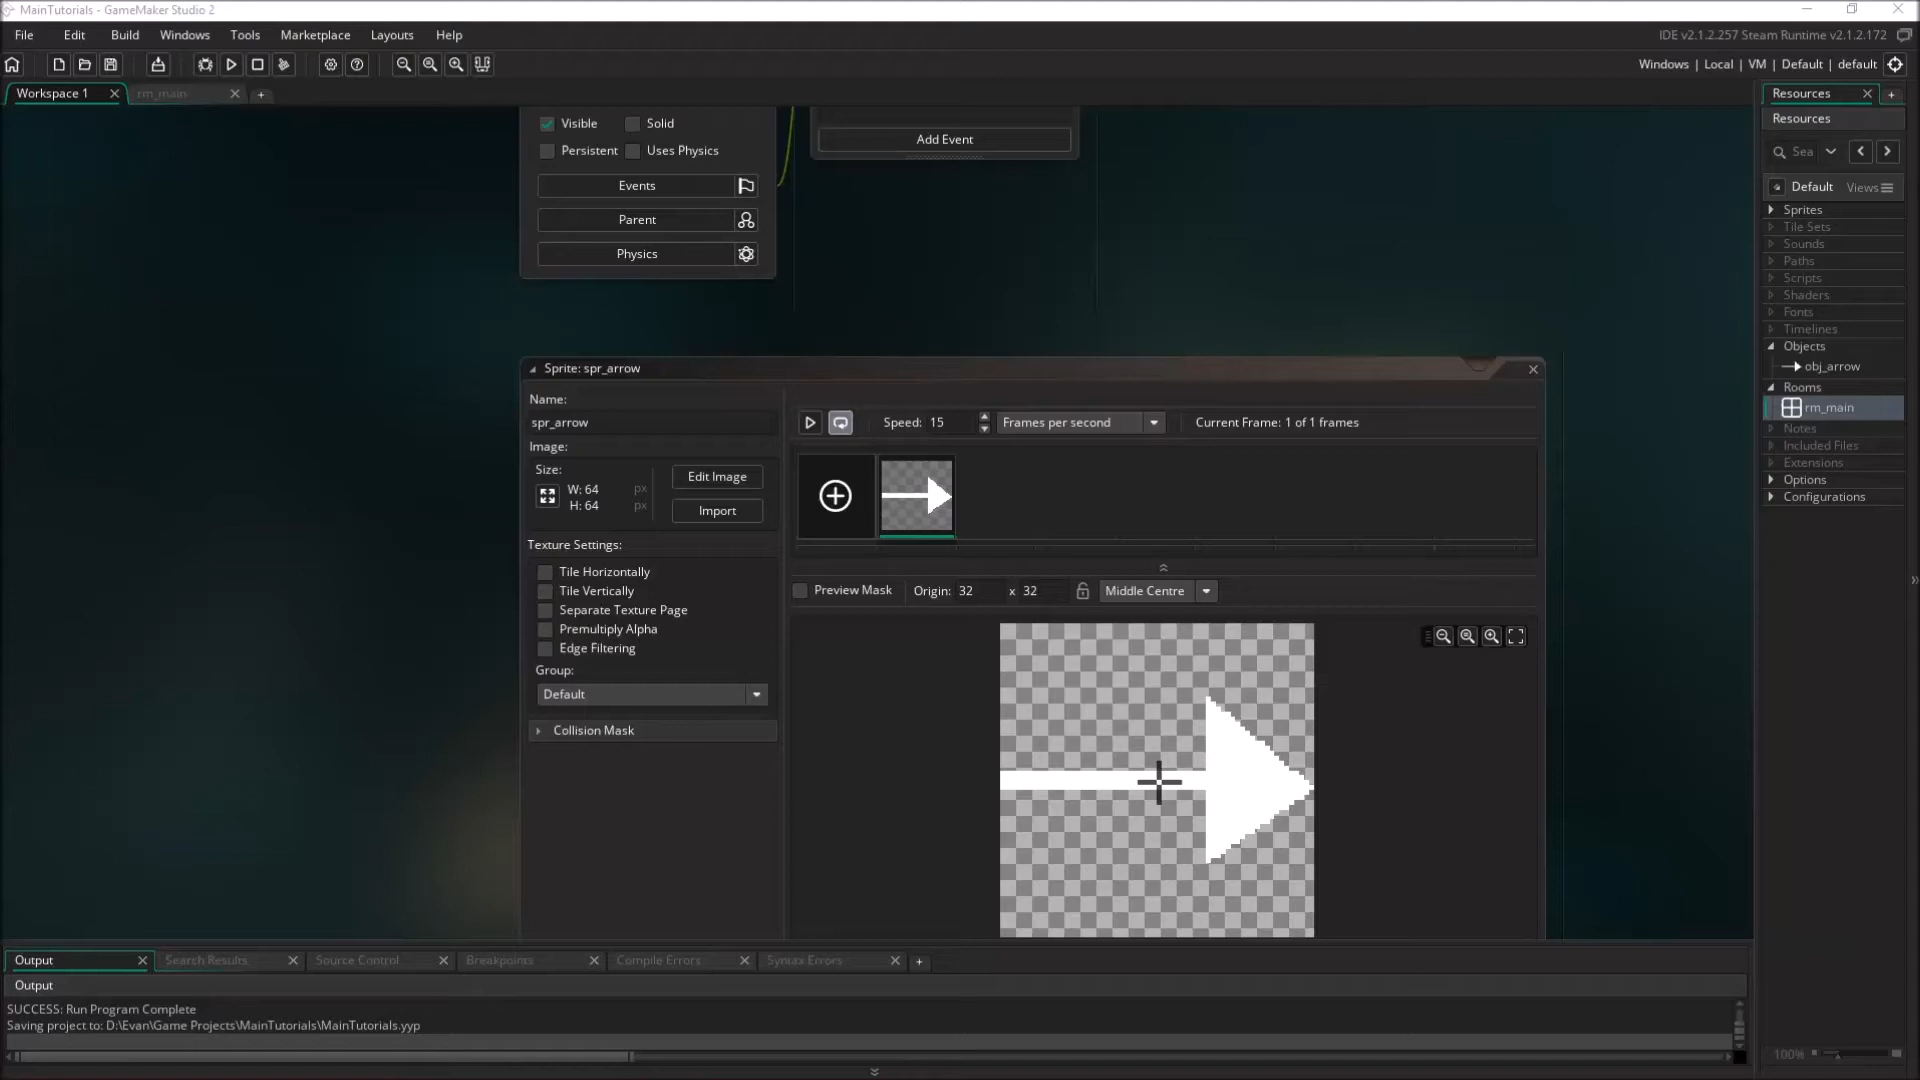 MainTutorials - GameMaker Studio 2
File Edit Build Windows Tools Marketplace Layouts Help
IDE v2.1.2.257 Steam Runtime v2.1.2.172
Windows | Local | VM | Default | default
Workspace 1
rm_main
Resources
Resources
Visible
Solid
Add Event
Persistent
Uses Physics
Sea
Events
Default
Views
Parent
Physics
Sprites
Tile Sets
Sounds
Paths
Scripts
Shaders
Fonts
Timelines
Objects
obj_arrow
Rooms
rm_main
Notes
Included Files
Extensions
Options
Configurations
Sprite: spr_arrow
Name:
spr_arrow
Image:
Size:
W: 64 px
H: 64 px
Edit Image
Import
Texture Settings:
Tile Horizontally
Tile Vertically
Separate Texture Page
Premultiply Alpha
Edge Filtering
Group:
Default
Collision Mask
Speed: 15
Frames per second
Current Frame: 1 of 1 frames
Preview Mask
Origin: 32 x 32
Middle Centre
Output
Search Results
Source Control
Breakpoints
Compile Errors
Syntax Errors
Output
SUCCESS: Run Program Complete
Saving project to: D:\Evan\Game Projects\MainTutorials\MainTutorials.yyp
100%